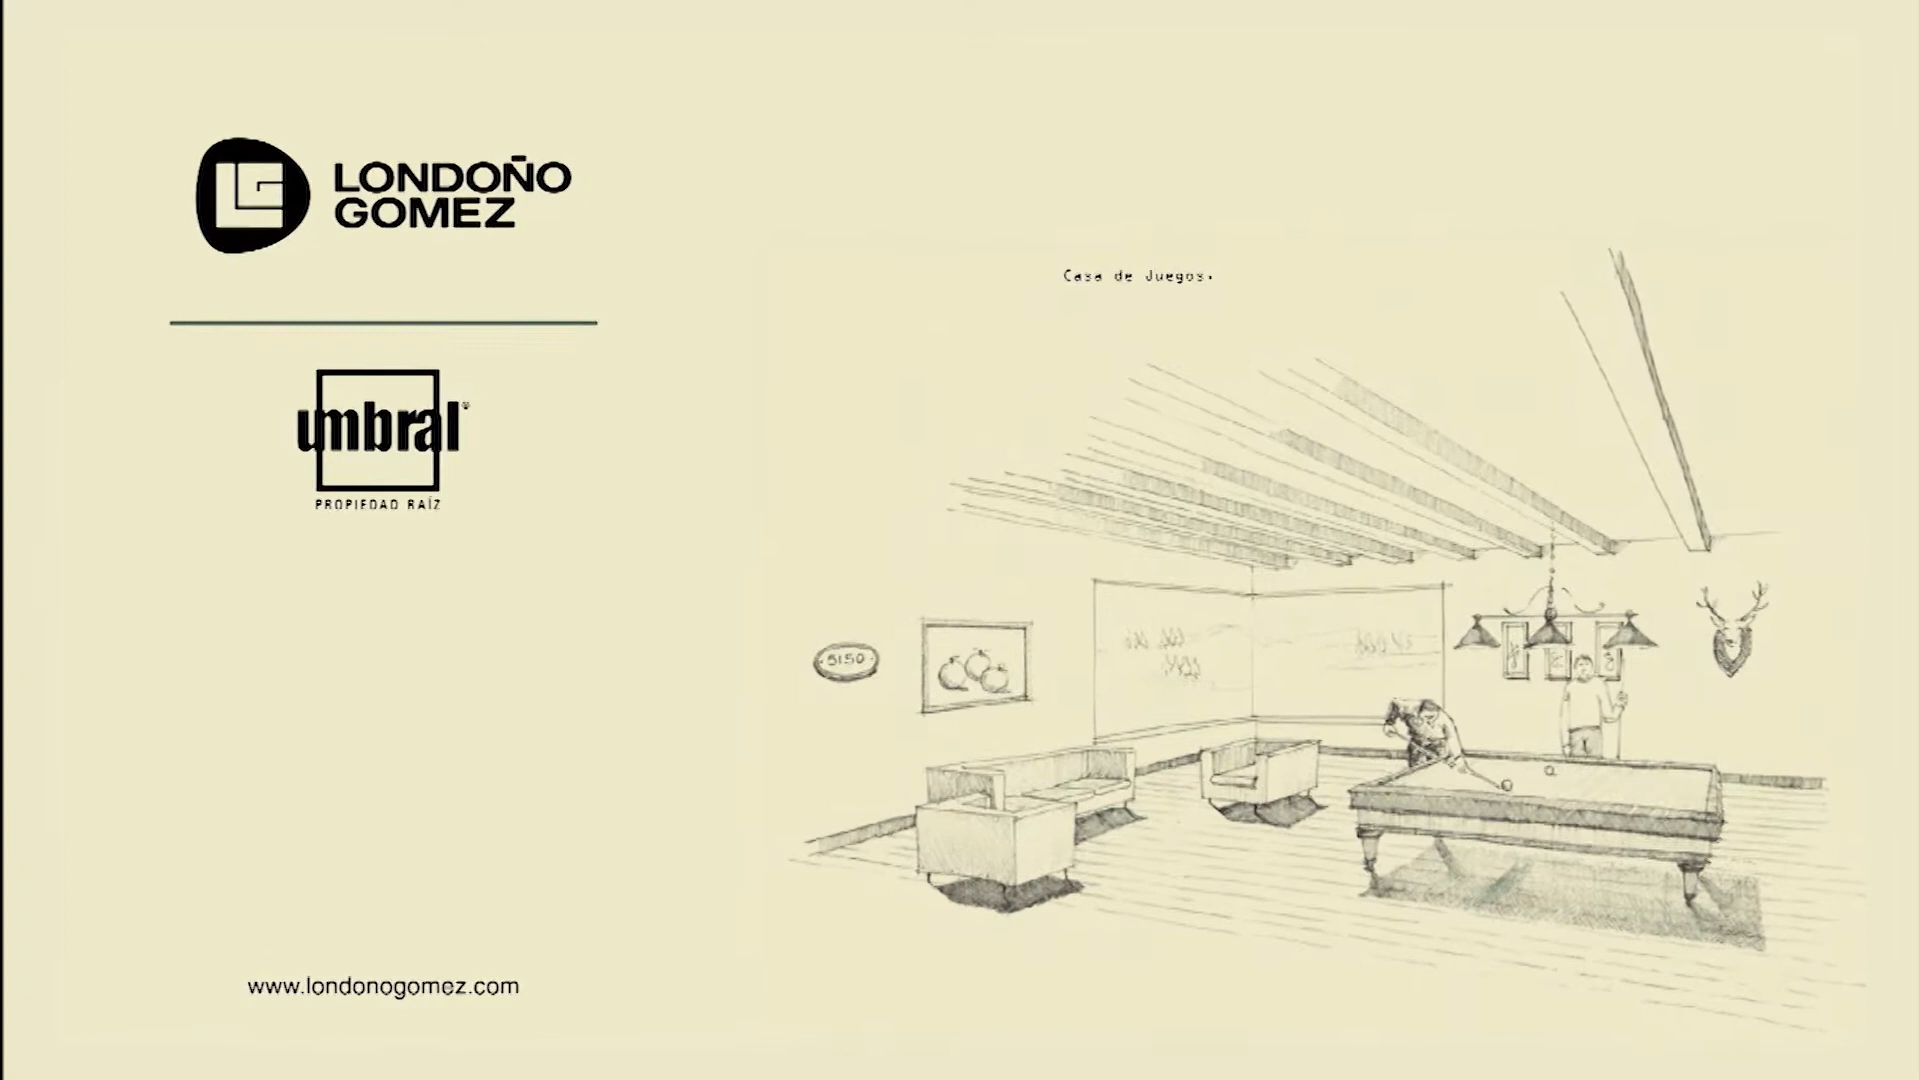 LONDOÑO
GOMEZ
umbral®
PROPIEDAD RAÍZ
www.londonogomez.com
Casa de Juegos.
5150